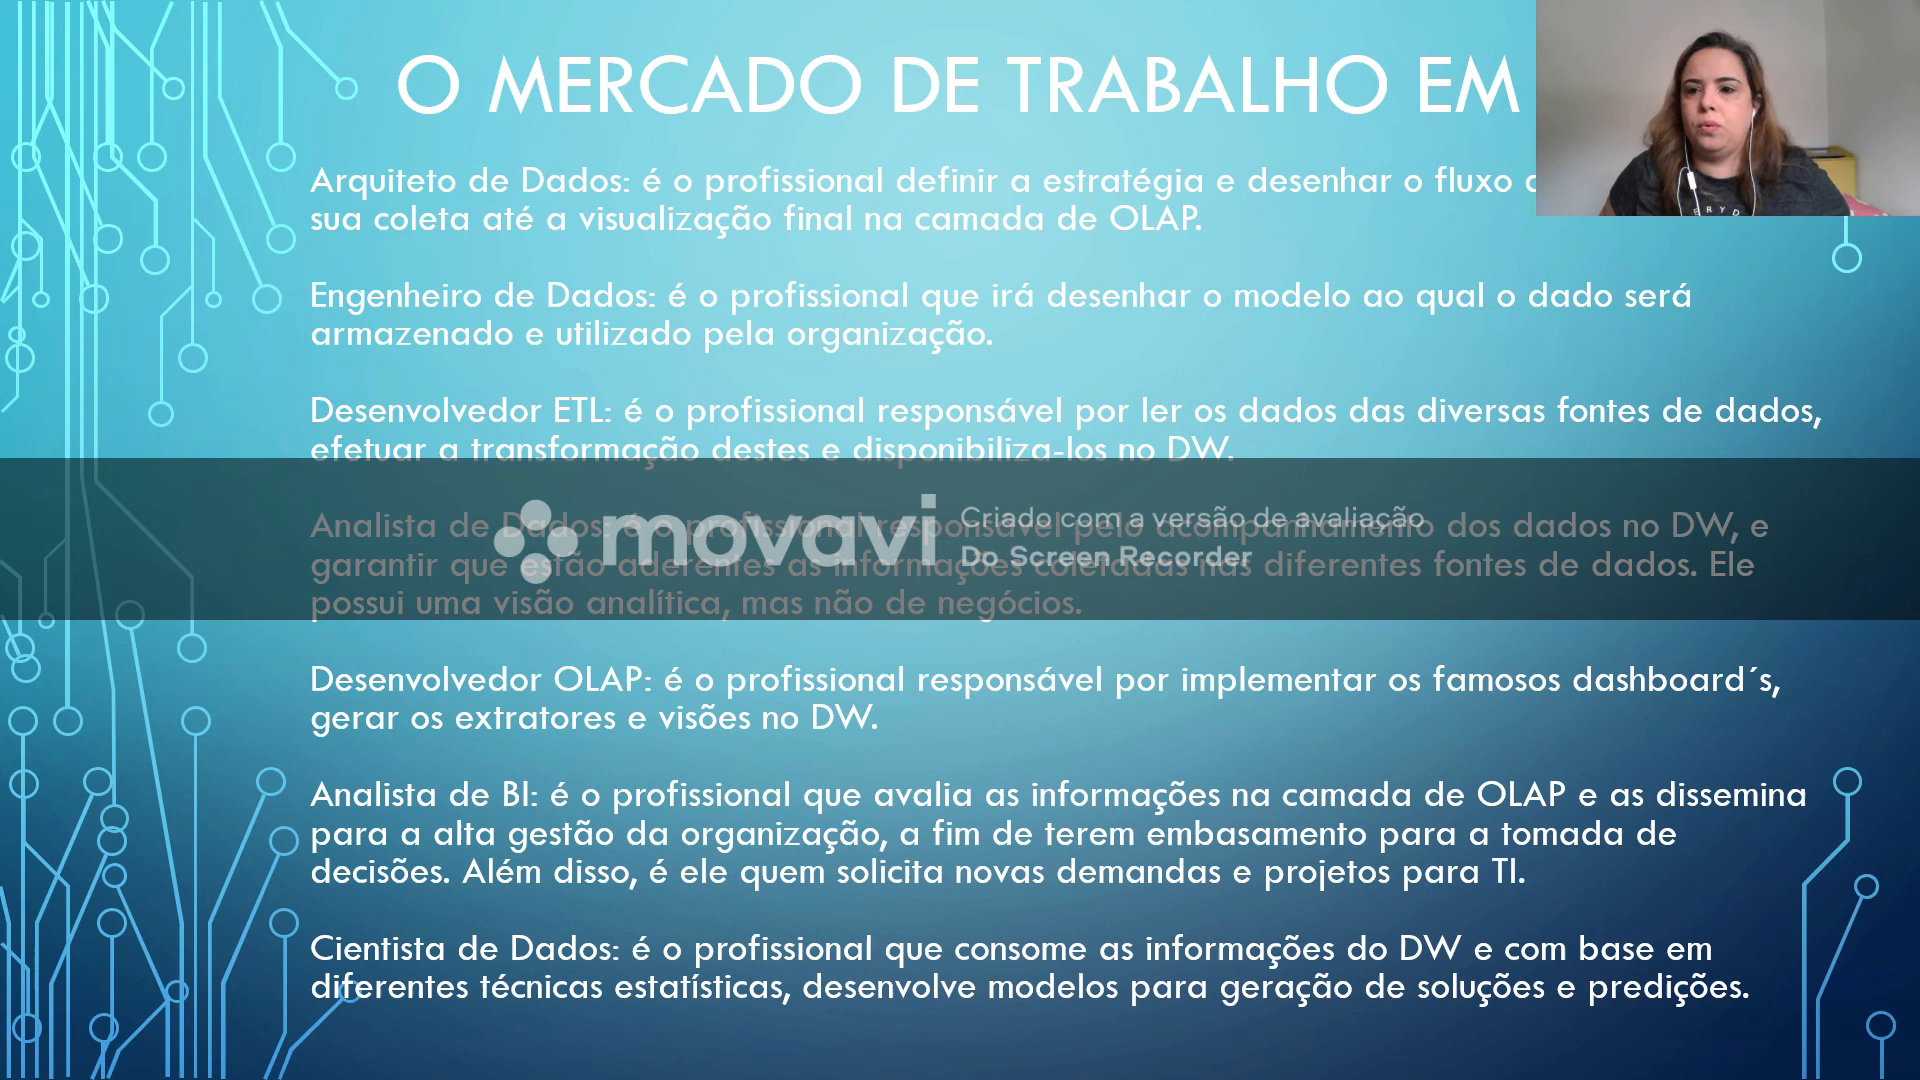 O MERCADO DE TRABALHO EM
Arquiteto de Dados: é o profissional definir a estratégia e desenhar o fluxo
sua coleta até a visualização final na camada de OLAP.
Engenheiro de Dados: é o profissional que irá desenhar o modelo ao qual o dado será
armazenado e utilizado pela organização.
Desenvolvedor ETL: é o profissional responsável por ler os dados das diversas fontes de dados,
efetuar a transformação destes e disponibiliza-los no DW.
Analista de Dados: é o profissional responsável pelo acompanhamento dos dados no DW, e
garantir que estão aderentes as informações coletadas nas diferentes fontes de dados. Ele
possui uma visão analítica, mas não de negócios.
movavi
Criado com a versão de avaliação
Do Screen Recorder
Desenvolvedor OLAP: é o profissional responsável por implementar os famosos dashboard´s,
gerar os extratores e visões no DW.
Analista de BI: é o profissional que avalia as informações na camada de OLAP e as dissemina
para a alta gestão da organização, a fim de terem embasamento para a tomada de
decisões. Além disso, é ele quem solicita novas demandas e projetos para TI.
Cientista de Dados: é o profissional que consome as informações do DW e com base em
diferentes técnicas estatísticas, desenvolve modelos para geração de soluções e predições.